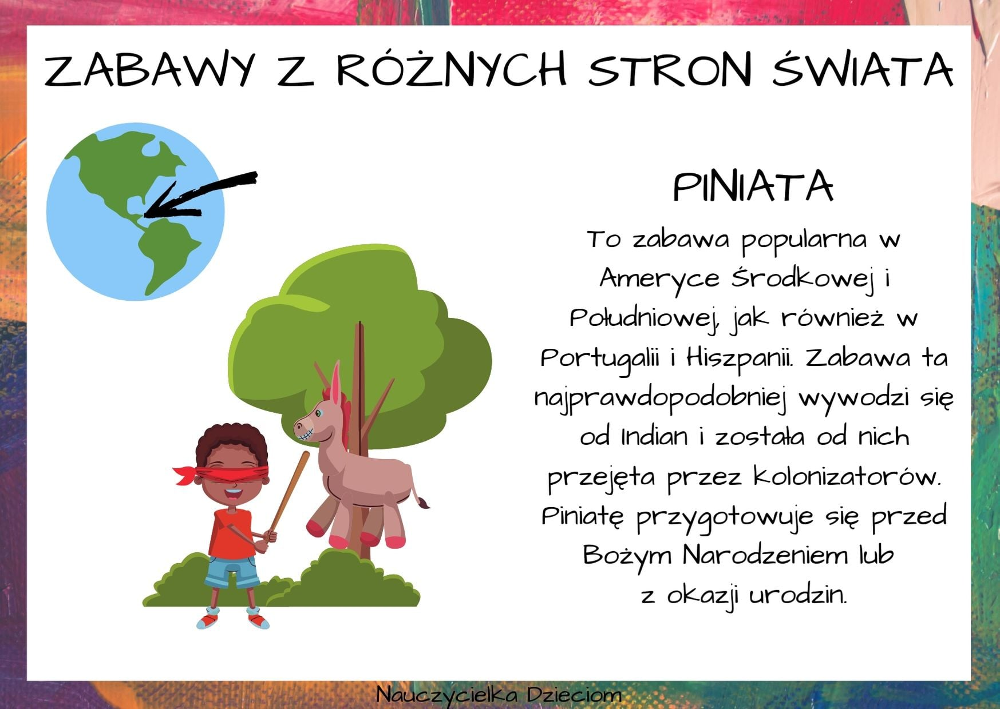 ZABAWY Z RÓŻNYCH STRON ŚWIATA
PINIATA
To zabawa popularna w
Ameryce Środkowej i
Południowej, jak również w
Portugalii i Hiszpanii. Zabawa ta
najprawdopodobniej wywodzi się
od Indian i została od nich
przejęta przez kolonizatorów.
Piniatę przygotowuje się przed
Bożym Narodzeniem lub
z okazji urodzin.
Nauczycielka Dzieciom